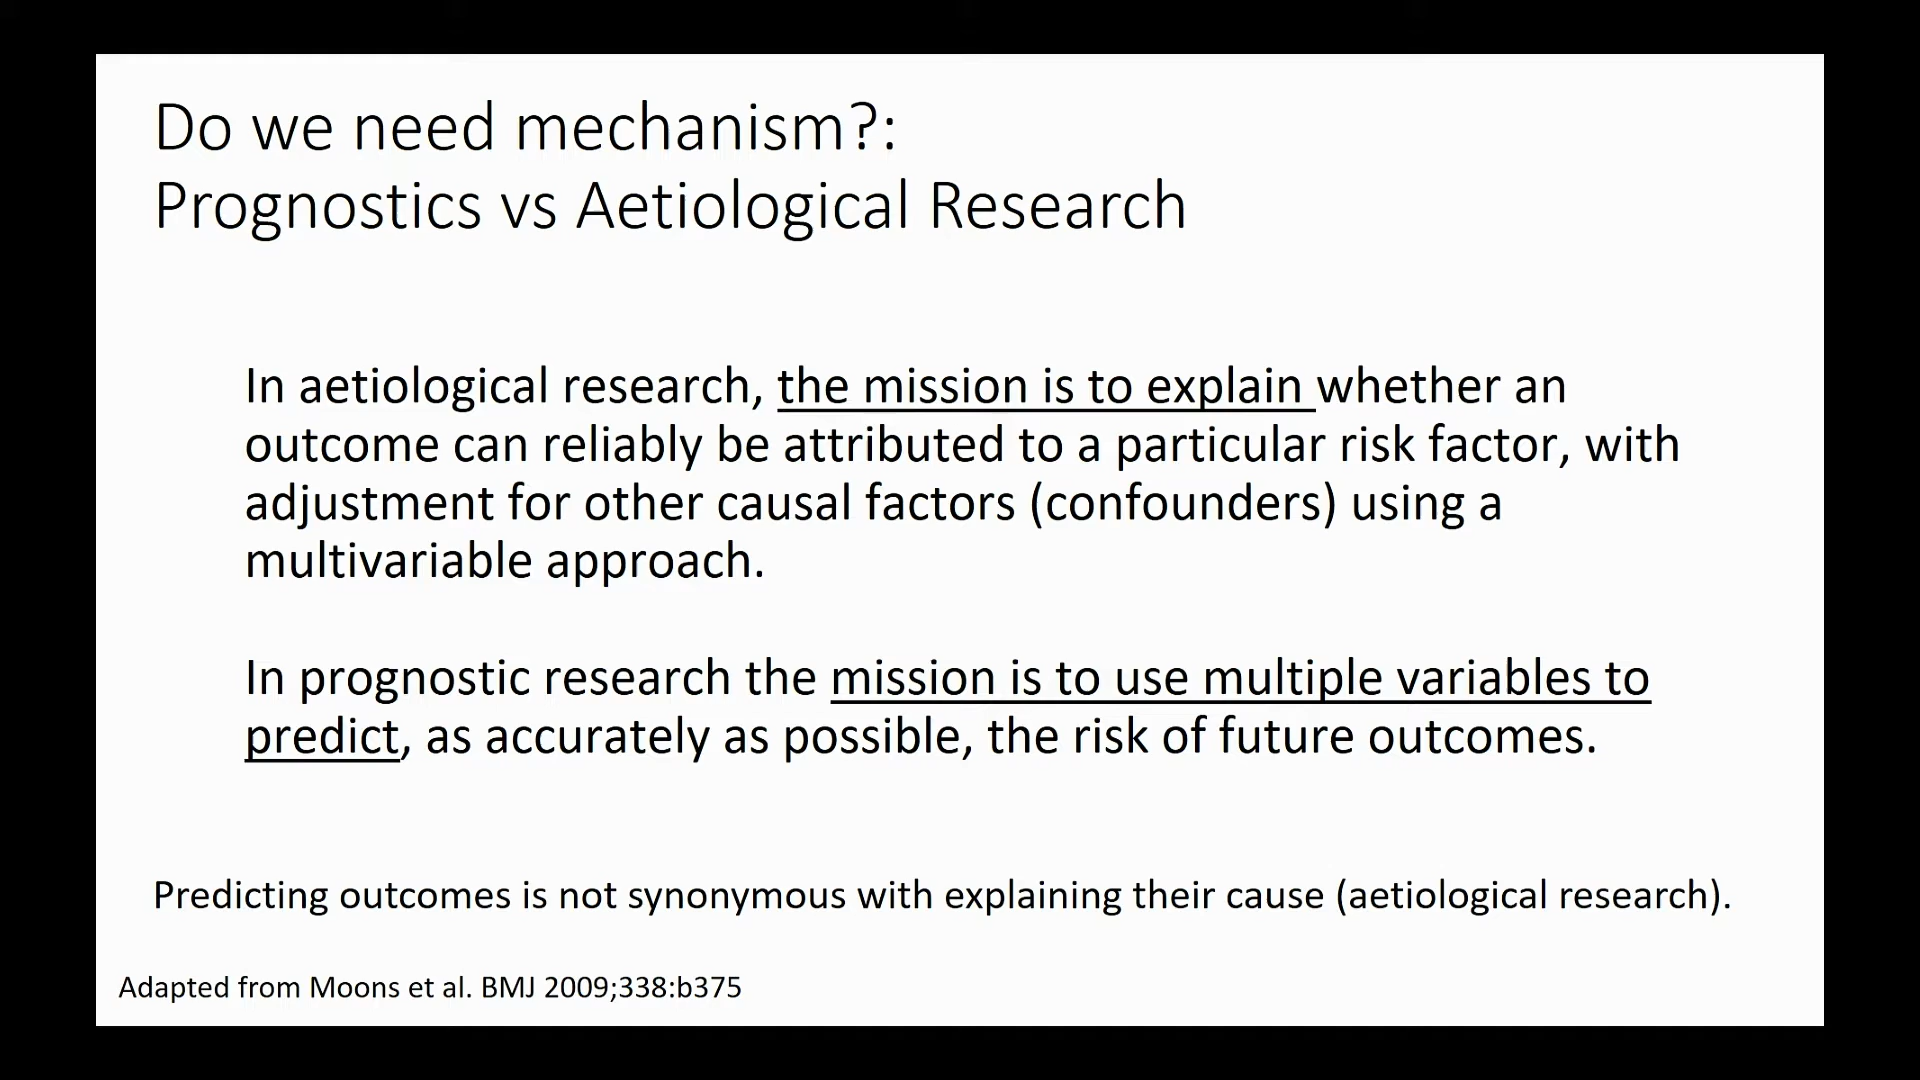 Do we need mechanism?:
Prognostics vs Aetiological Research
In aetiological research, the mission is to explain whether an
outcome can reliably be attributed to a particular risk factor, with
adjustment for other causal factors (confounders) using a
multivariable approach.
In prognostic research the mission is to use multiple variables to
predict, as accurately as possible, the risk of future outcomes.
Predicting outcomes is not synonymous with explaining their cause (aetiological research).
Adapted from Moons et al. BMJ 2009;338:b375